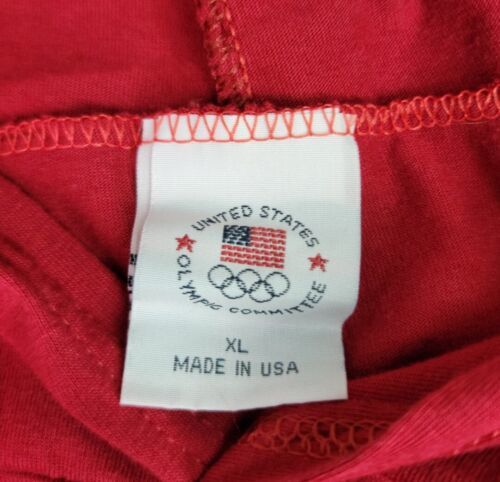 UNITED STATES
OLYMPIC COMMITTEE
XL
MADE IN USA